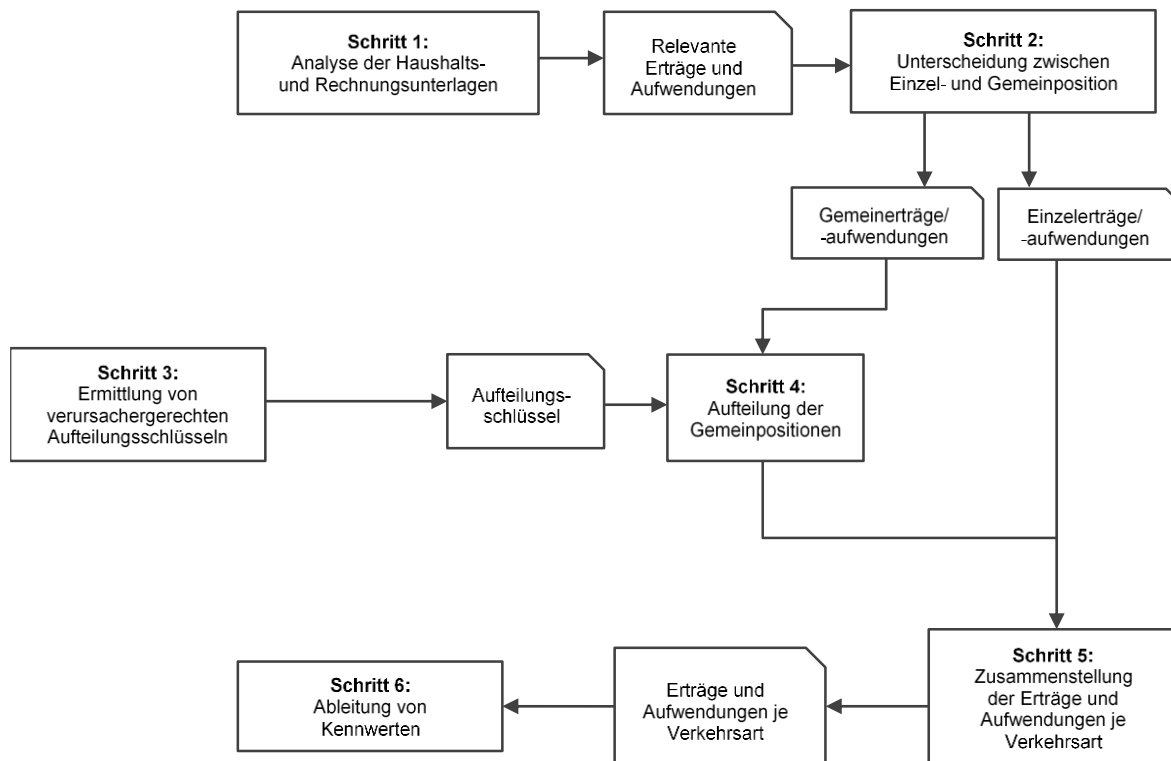 Schritt 1:
Analyse der Haushalts-
und Rechnungsunterlagen
Relevante
Erträge und
Aufwendungen
Schritt 2:
Unterscheidung zwischen
Einzel- und Gemeinposition
Gemeinerträge/
-aufwendungen
Einzelerträge/
-aufwendungen
Schritt 3:
Ermittlung von
verursachergerechten
Aufteilungsschlüsseln
Aufteilungs-
schlüssel
Schritt 4:
Aufteilung der
Gemeinpositionen
Schritt 5:
Zusammenstellung
der Erträge und
Aufwendungen je
Verkehrsart
Erträge und
Aufwendungen je
Verkehrsart
Schritt 6:
Ableitung von
Kennwerten